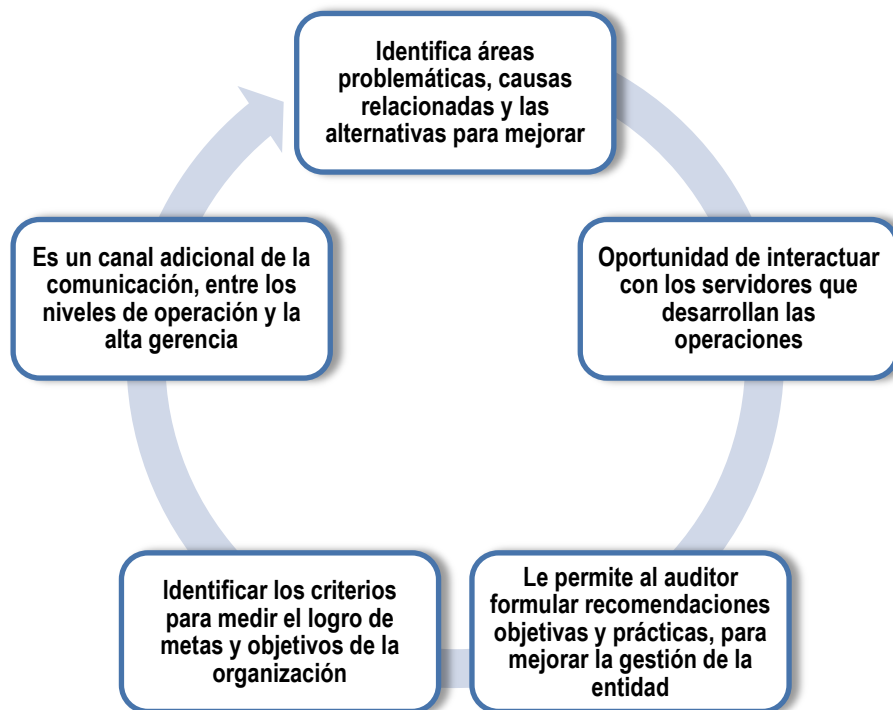 Identifica áreas
problemáticas, causas
relacionadas y las
alternativas para mejorar
Oportunidad de interactuar
con los servidores que
desarrollan las
operaciones
Le permite al auditor
formular recomendaciones
objetivas y prácticas, para
mejorar la gestión de la
entidad
Identificar los criterios
para medir el logro de
metas y objetivos de la
organización
Es un canal adicional de la
comunicación, entre los
niveles de operación y la
alta gerencia